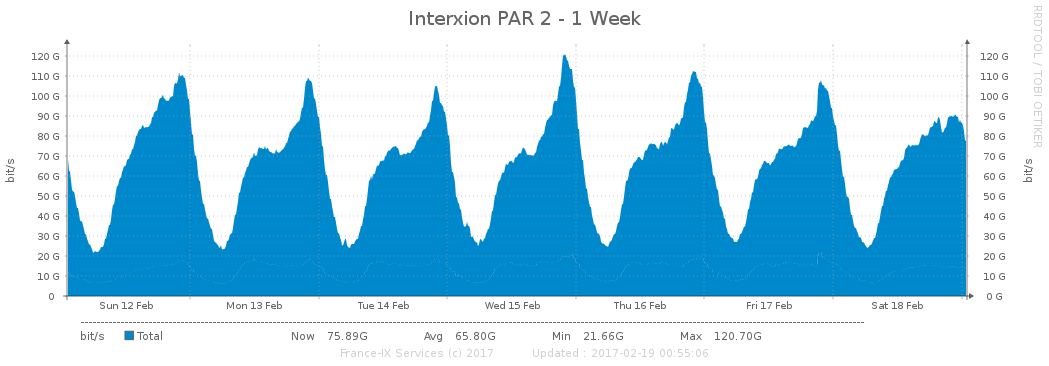 Interxion PAR 2 - 1 Week
RRDTOOL / TOBI OETIKER
120 G 120 G
110 G 110 G
100 G 100 G
90 G 90 G
80 G 80 G
70 G 70 G
60 G 60 G
50 G 50 G
40 G 40 G
30 G 30 G
20 G 20 G
10 G 10 G
0 0 G
bit/s
bit/s
Sun 12 Feb Mon 13 Feb Tue 14 Feb Wed 15 Feb Thu 16 Feb Fri 17 Feb Sat 18 Feb
bit/s Total Now 75.89G Avg 65.80G Min 21.66G Max 120.70G
France-IX Services (c) 2017 Updated : 2017-02-19 00:55:06